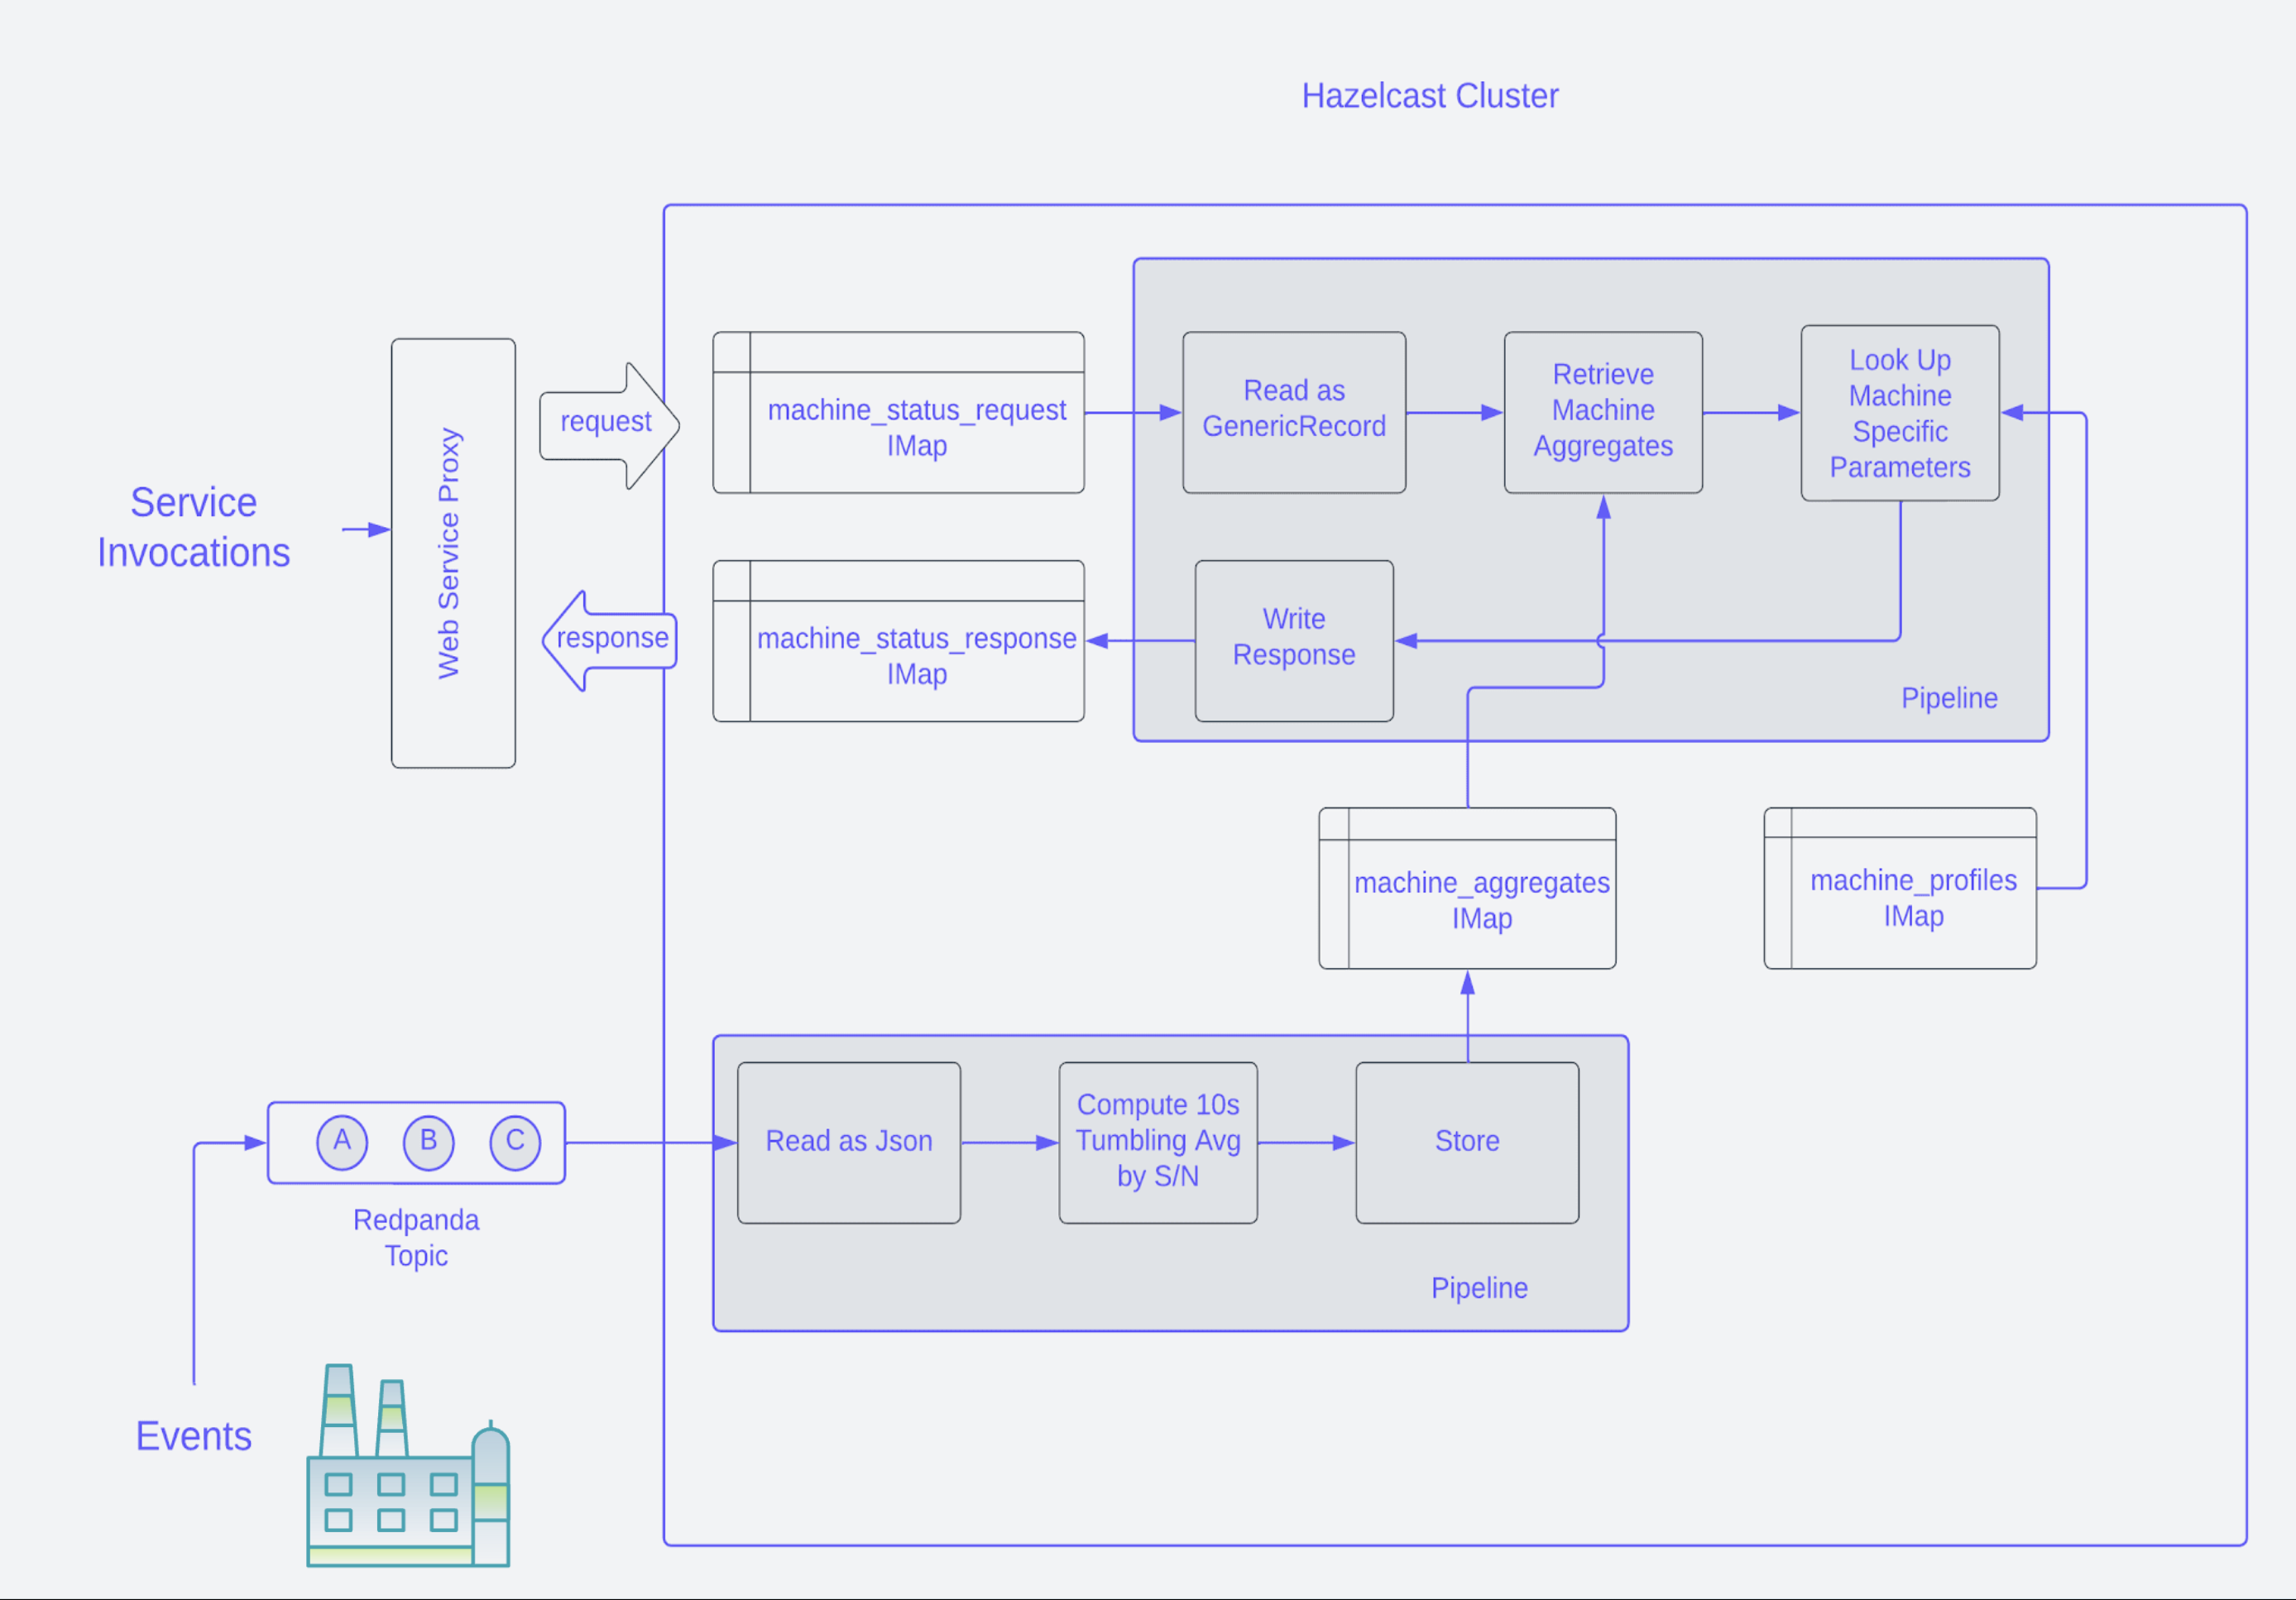 Hazelcast Cluster
Service
Invocations
Web Service Proxy
request
response
machine_status_request
IMap
Read as
GenericRecord
Retrieve
Machine
Aggregates
Look Up
Machine
Specific
Parameters
machine_status_response
IMap
Write
Response
Pipeline
machine_aggregates
IMap
machine_profiles
IMap
A
B
C
Redpanda
Topic
Read as Json
Compute 10s
Tumbling Avg
by S/N
Store
Pipeline
Events